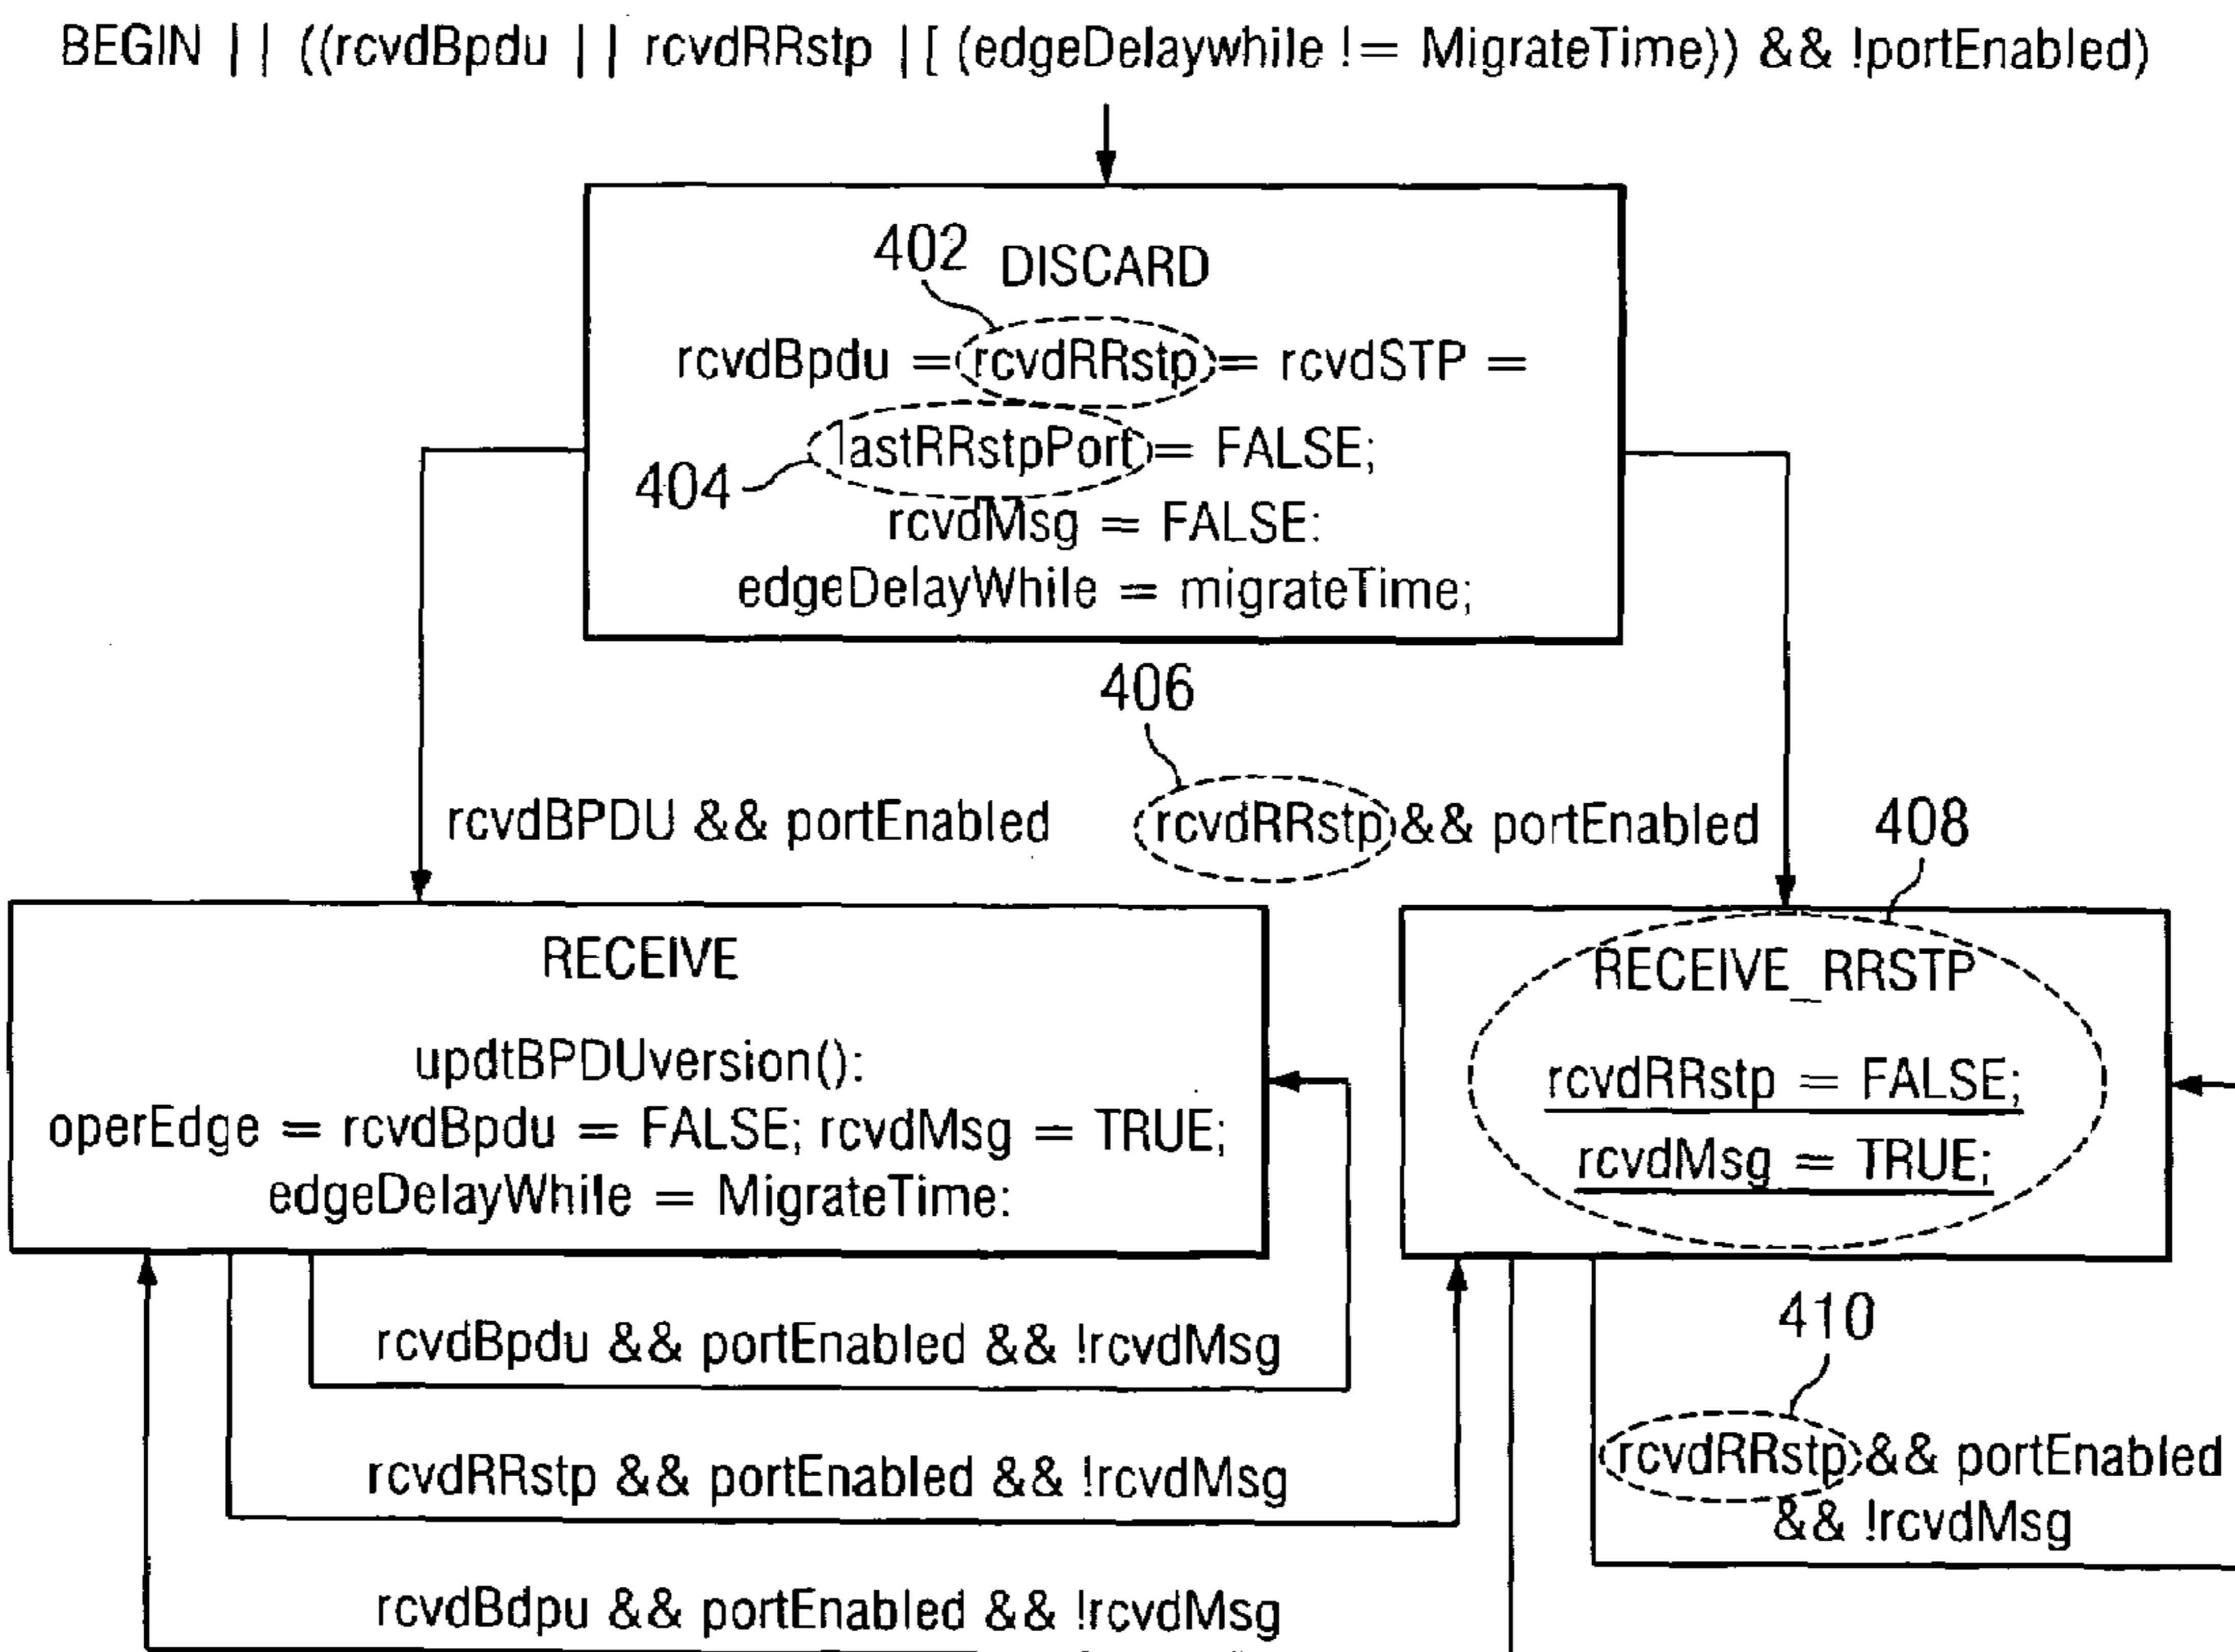 BEGIN | | ((rcvdBpdu | | rcvdRRstp | [ (edgeDelaywhile != MigrateTime)) && !portEnabled)
402
DISCARD
rcvdBpdu = rcvdRRstp = rcvdSTP =
lastRRstpPort = FALSE;
404
rcvdMsg = FALSE:
edgeDelayWhile = migrateTime;
406
rcvdBPDU && portEnabled
rcvdRRstp && portEnabled
408
RECEIVE
updtBPDUversion():
operEdge = rcvdBpdu = FALSE; rcvdMsg = TRUE;
edgeDelayWhile = MigrateTime:
RECEIVE_RRSTP
rcvdRRstp = FALSE;
rcvdMsg = TRUE;
rcvdBpdu && portEnabled && !rcvdMsg
410
rcvdRRstp && portEnabled && !rcvdMsg
rcvdRRstp && portEnabled
&& !rcvdMsg
rcvdBdpu && portEnabled && !rcvdMsg